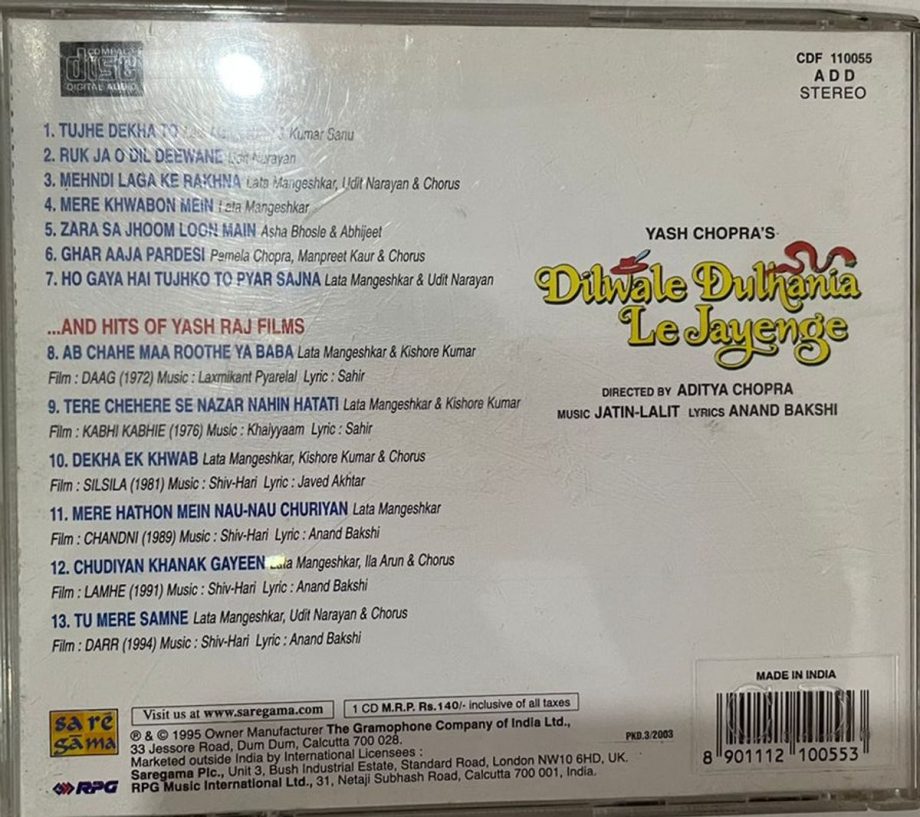 COMPACT
disc
DIGITAL AUDIO
CDF 110055
A D D
STEREO
1. TUJHE DEKHA TO & Kumar Sanu
2. RUK JA O DIL DEEWANE Udit Narayan
3. MEHNDI LAGA KE RAKHNA Lata Mangeshkar, Udit Narayan & Chorus
4. MERE KHWABON MEIN Lata Mangeshkar
5. ZARA SA JHOOM LOON MAIN Asha Bhosle & Abhijeet
6. GHAR AAJA PARDESI Pamela Chopra, Manpreet Kaur & Chorus
7. HO GAYA HAI TUJHKO TO PYAR SAJNA Lata Mangeshkar & Udit Narayan
...AND HITS OF YASH RAJ FILMS
8. AB CHAHE MAA ROOTHE YA BABA Lata Mangeshkar & Kishore Kumar
Film : DAAG (1972) Music : Laxmikant Pyarelal Lyric : Sahir
9. TERE CHEHERE SE NAZAR NAHIN HATATI Lata Mangeshkar & Kishore Kumar
Film : KABHI KABHIE (1976) Music : Khaiyyaam Lyric : Sahir
10. DEKHA EK KHWAB Lata Mangeshkar, Kishore Kumar & Chorus
Film : SILSILA (1981) Music : Shiv-Hari Lyric : Javed Akhtar
11. MERE HATHON MEIN NAU-NAU CHURIYAN Lata Mangeshkar
Film : CHANDNI (1989) Music : Shiv-Hari Lyric : Anand Bakshi
12. CHUDIYAN KHANAK GAYEEN Lata Mangeshkar, Ila Arun & Chorus
Film : LAMHE (1991) Music : Shiv-Hari Lyric : Anand Bakshi
13. TU MERE SAMNE Lata Mangeshkar, Udit Narayan & Chorus
Film : DARR (1994) Music : Shiv-Hari Lyric : Anand Bakshi
YASH CHOPRA'S
Dilwale Dulhania
Le Jayenge
DIRECTED BY ADITYA CHOPRA
MUSIC JATIN-LALIT LYRICS ANAND BAKSHI
sa rē
gā ma
RPG
Visit us at www.saregama.com
1 CD M.R.P. Rs.140/- inclusive of all taxes
℗ & © 1995 Owner Manufacturer The Gramophone Company of India Ltd.,
33 Jessore Road, Dum Dum, Calcutta 700 028.
Marketed outside India by International Licensees :
Saregama Plc., Unit 3, Bush Industrial Estate, Standard Road, London NW10 6HD, UK.
RPG Music International Ltd., 31, Netaji Subhash Road, Calcutta 700 001, India.
PKD.3/2003
MADE IN INDIA
8 901112 100553